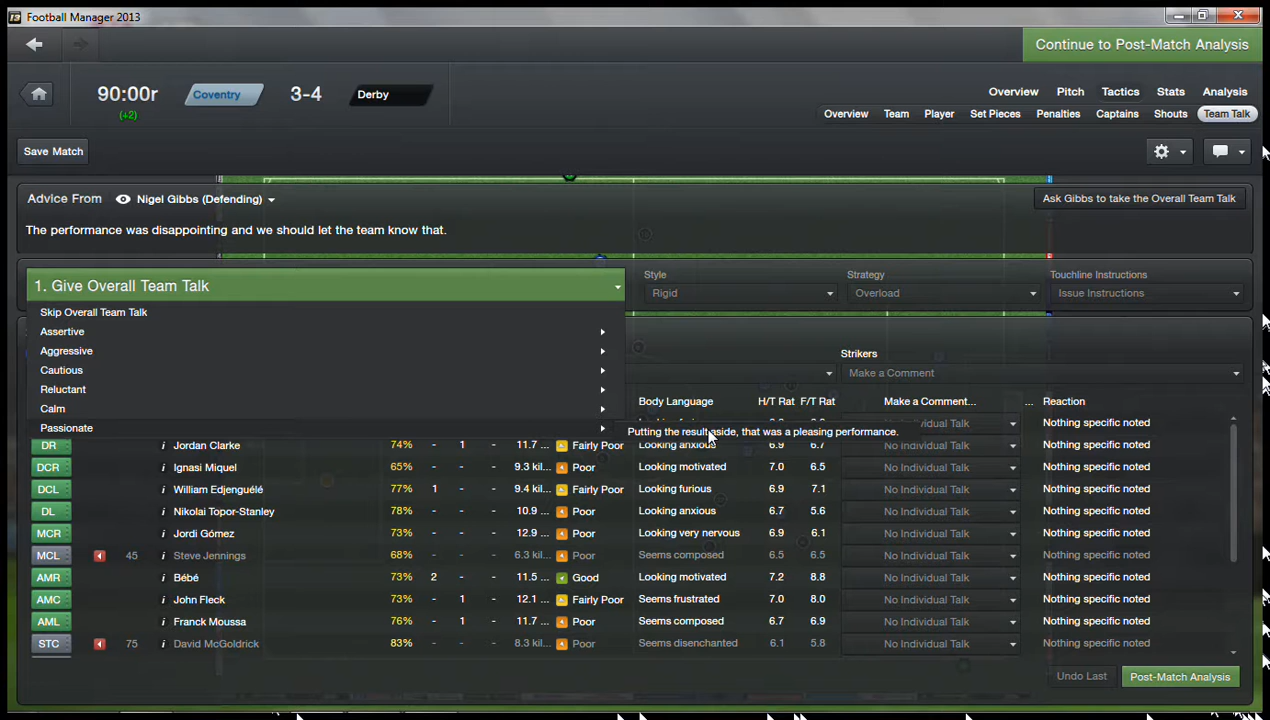 Football Manager 2013
Continue to Post-Match Analysis
90:00r
(+2)
Coventry
3-4
Derby
Overview Pitch Tactics Stats Analysis
Overview Team Player Set Pieces Penalties Captains Shouts Team Talk
Save Match
Advice From Nigel Gibbs (Defending)
Ask Gibbs to take the Overall Team Talk
The performance was disappointing and we should let the team know that.
1. Give Overall Team Talk
Style
Rigid
Strategy
Overload
Touchline Instructions
Issue Instructions
Skip Overall Team Talk
Assertive
Aggressive
Cautious
Reluctant
Calm
Passionate
Putting the result aside, that was a pleasing performance.
Strikers
Make a Comment
Body Language H/T Rat F/T Rat Make a Comment... ... Reaction
Nothing specific noted
DR i Jordan Clarke 74% - 1 - 11.7 ... Fairly Poor Looking anxious 6.9 6.7 No Individual Talk Nothing specific noted
DCR i Ignasi Miquel 65% - - - 9.3 kil... Poor Looking motivated 7.0 6.5 No Individual Talk Nothing specific noted
DCL i William Edjenguélé 77% 1 - - 9.4 kil... Fairly Poor Looking furious 6.9 7.1 No Individual Talk Nothing specific noted
DL i Nikolai Topor-Stanley 78% - - - 10.9 ... Poor Looking anxious 6.7 5.6 No Individual Talk Nothing specific noted
MCR i Jordi Gómez 73% - - - 12.9 ... Poor Looking very nervous 6.9 6.1 No Individual Talk Nothing specific noted
MCL 45 i Steve Jennings 68% - - - 6.3 kil... Poor Seems composed 6.5 6.5 No Individual Talk Nothing specific noted
AMR i Bébé 73% 2 - - 11.5 ... Good Looking motivated 7.2 8.8 No Individual Talk Nothing specific noted
AMC i John Fleck 73% - 1 - 12.1 ... Fairly Poor Seems frustrated 7.0 8.0 No Individual Talk Nothing specific noted
AML i Franck Moussa 76% - 1 - 11.7 ... Poor Seems composed 6.7 6.9 No Individual Talk Nothing specific noted
STC 75 i David McGoldrick 83% - - - 8.3 kil... Poor Seems disenchanted 6.1 5.8 No Individual Talk Nothing specific noted
Undo Last
Post-Match Analysis